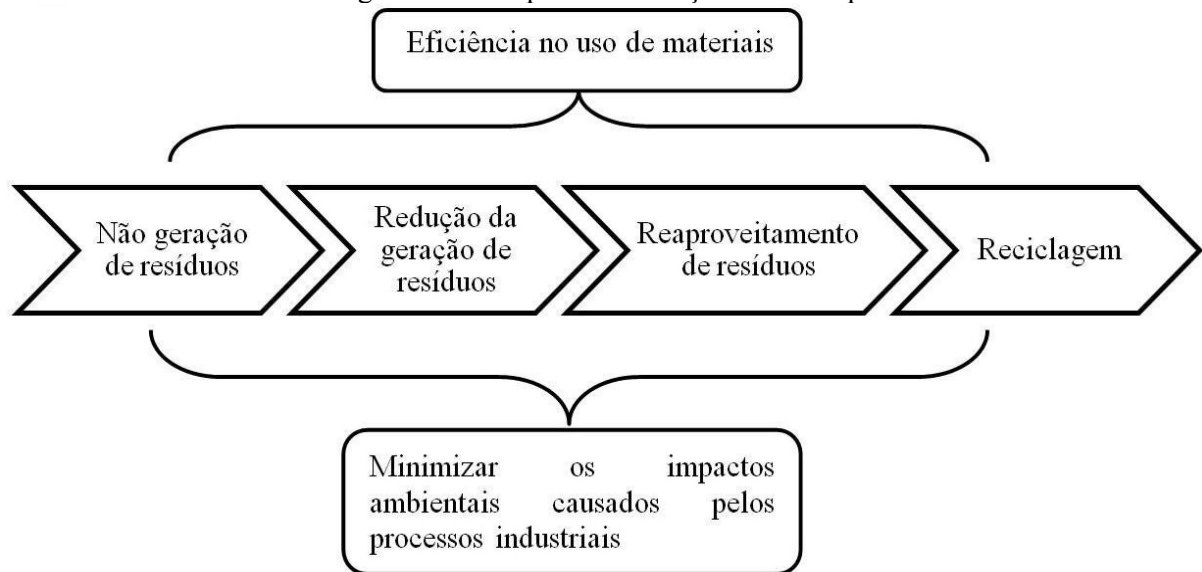 Eficiência no uso de materiais
Não geração
de resíduos
Redução da
geração de
resíduos
Reaproveitamento
de resíduos
Reciclagem
Minimizar os impactos
ambientais causados pelos
processos industriais